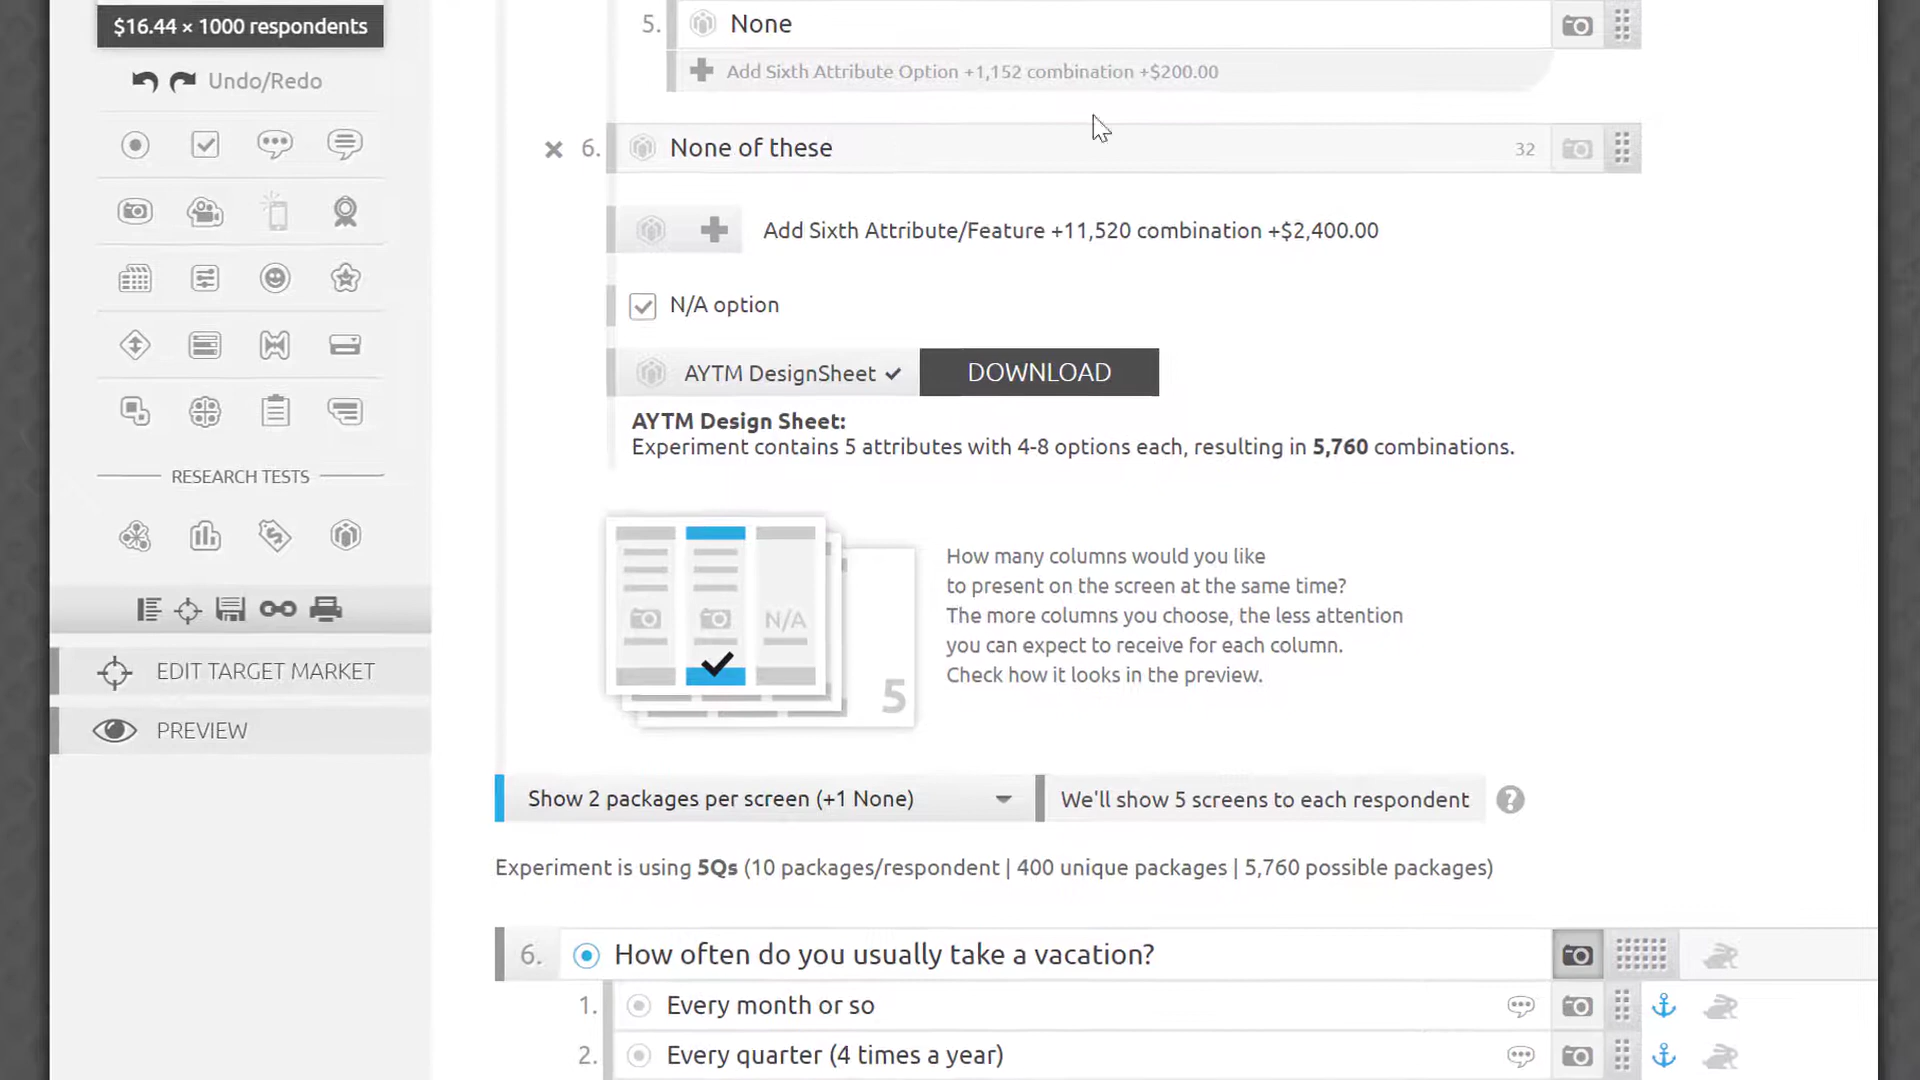 $16.44 × 1000 respondents
Undo/Redo
RESEARCH TESTS
EDIT TARGET MARKET
PREVIEW
5. None
Add Sixth Attribute Option +1,152 combination +$200.00
6. None of these 32
Add Sixth Attribute/Feature +11,520 combination +$2,400.00
N/A option
AYTM DesignSheet DOWNLOAD
AYTM Design Sheet:
Experiment contains 5 attributes with 4-8 options each, resulting in 5,760 combinations.
N/A
5
How many columns would you like
to present on the screen at the same time?
The more columns you choose, the less attention
you can expect to receive for each column.
Check how it looks in the preview.
Show 2 packages per screen (+1 None) We'll show 5 screens to each respondent ?
Experiment is using 5Qs (10 packages/respondent | 400 unique packages | 5,760 possible packages)
6. How often do you usually take a vacation?
1. Every month or so
2. Every quarter (4 times a year)